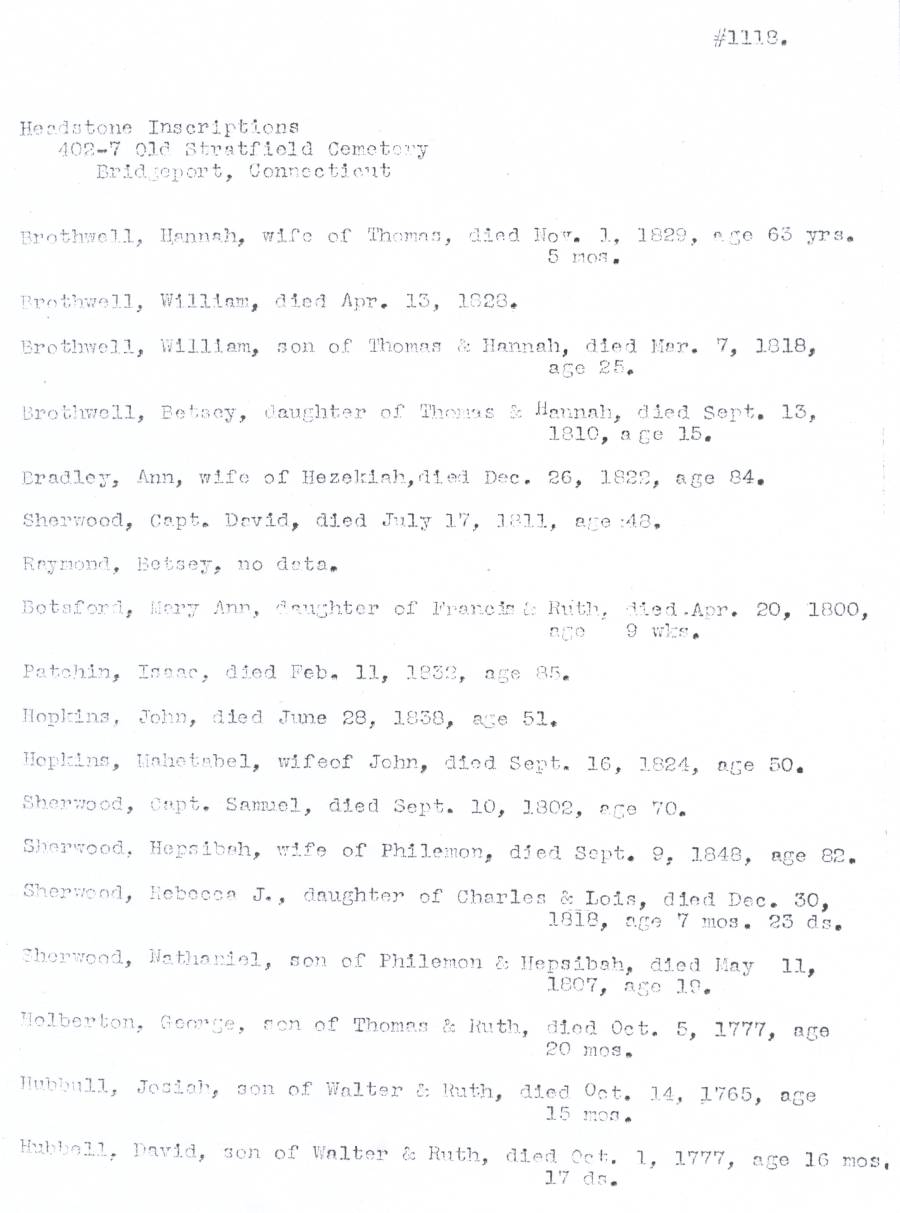 #1118.
Headstone Inscriptions
402-7 Old Stratfield Cemetery
Bridgeport, Connecticut
Brothwell, Hannah, wife of Thomas, died Nov. 1, 1829, age 63 yrs.
5 mos.
Brothwell, William, died Apr. 13, 1828.
Brothwell, William, son of Thomas & Hannah, died Mar. 7, 1818,
age 25.
Brothwell, Betsey, daughter of Thomas & Hannah, died Sept. 13,
1810, age 15.
Bradley, Ann, wife of Hezekiah,died Dec. 26, 1822, age 84.
Sherwood, Capt. David, died July 17, 1811, age 48.
Raymond, Betsey, no data.
Botsford, Mary Ann, daughter of Francis & Ruth, died Apr. 20, 1800,
age 9 wks.
Patchin, Isaac, died Feb. 11, age 85.
Hopkins, John, died June 28, 1838, age 51.
Hopkins, Mahetabel, wifeof John, died Sept. 16, 1824, age 50.
Sherwood, Capt. Samuel, died Sept. 10, 1802, age 70.
Sherwood, Hepsibah, wife of Philemon, died Sept. 9, 1848, age 82.
Sherwood, Rebecca J., daughter of Charles & Lois, died Dec. 30,
1818, age 7 mos. 23 ds.
Sherwood, Nathaniel, son of Philemon & Hepsibah, died May 11,
1807, age 19.
Holberton, George, son of Thomas & Ruth, died Oct. 5, 1777, age
20 mos.
Hubbull, Josiah, son of Walter & Ruth, died Oct. 14, 1765, age
15 mos.
Hubbell, David, son of Walter & Ruth, died Oct. 1, 1777, age 16 mos.
17 ds.